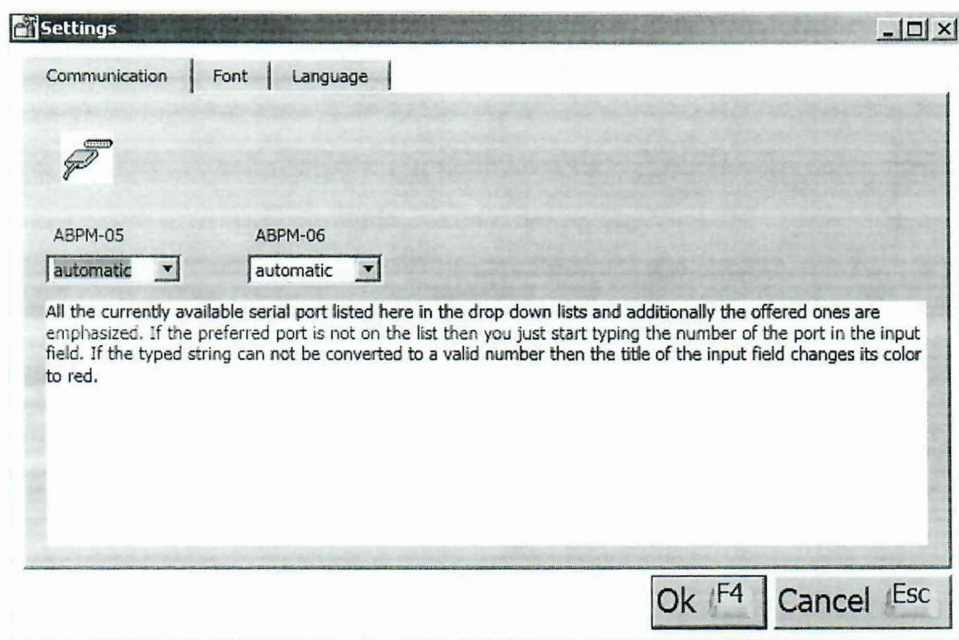 Settings
Communication Font Language
ABPM-05 ABPM-06
automatic automatic
All the currently available serial port listed here in the drop down lists and additionally the offered ones are
emphasized. If the preferred port is not on the list then you just start typing the number of the port in the input
field. If the typed string can not be converted to a valid number then the title of the input field changes its color
to red.
Ok F4 Cancel Esc